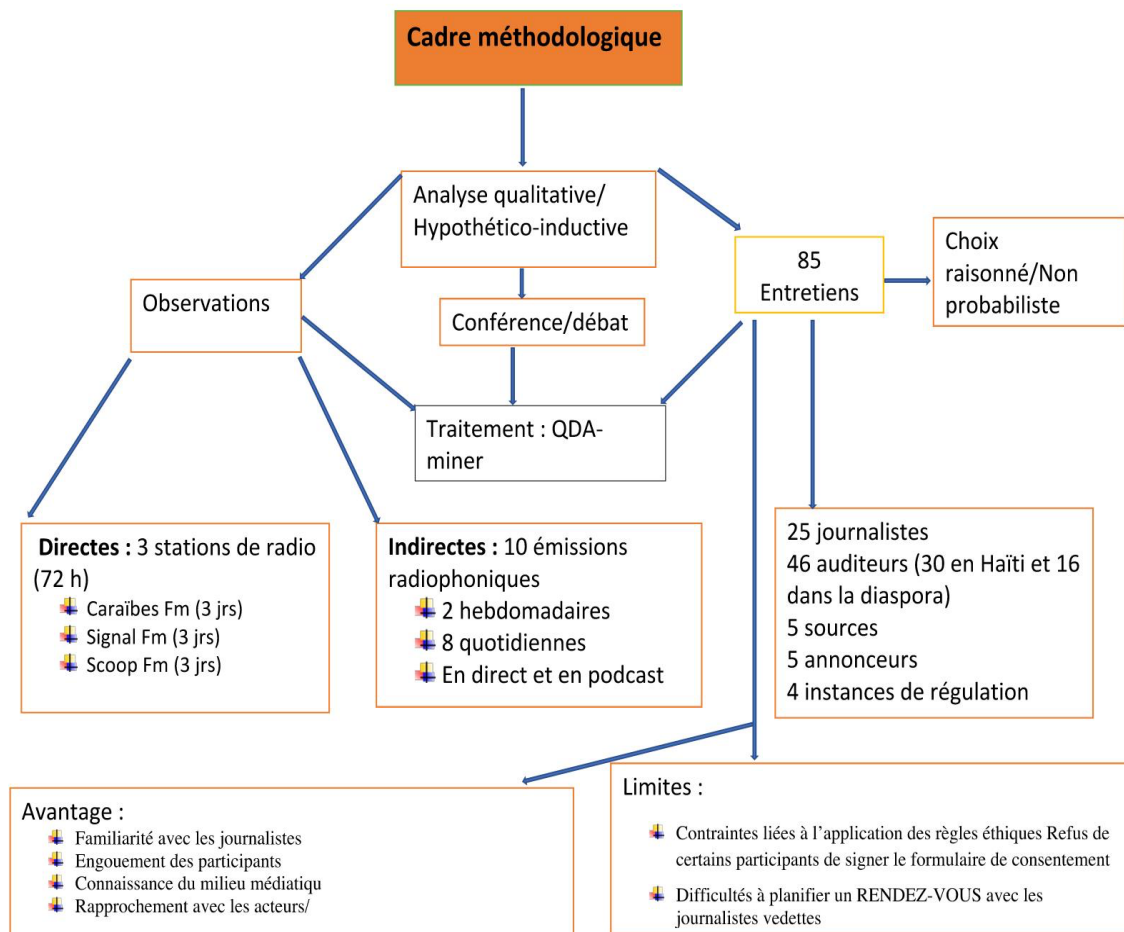 Cadre méthodologique
Analyse qualitative/
Hypothético-inductive
Observations
85
Entretiens
Choix
raisonné/Non
probabiliste
Conférence/débat
Traitement : QDA-
miner
Directes : 3 stations de radio
(72 h)
Caraïbes Fm (3 jrs)
Signal Fm (3 jrs)
Scoop Fm (3 jrs)
Indirectes : 10 émissions
radiophoniques
2 hebdomadaires
8 quotidiennes
En direct et en podcast
25 journalistes
46 auditeurs (30 en Haïti et 16
dans la diaspora)
5 sources
5 annonceurs
4 instances de régulation
Avantage :
Familiarité avec les journalistes
Engouement des participants
Connaissance du milieu médiatiqu
Rapprochement avec les acteurs/
Limites :
Contraintes liées à l’application des règles éthiques Refus de
certains participants de signer le formulaire de consentement
Difficultés à planifier un RENDEZ-VOUS avec les
journalistes vedettes